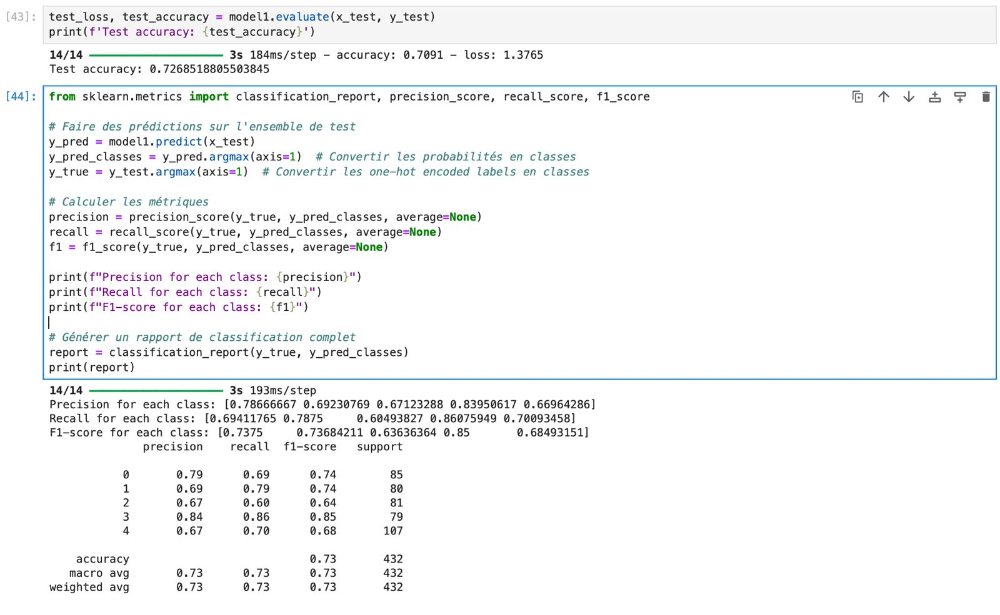 [43]: test_loss, test_accuracy = model1.evaluate(x_test, y_test)
print(f'Test accuracy: {test_accuracy}')
14/14 ━━━━━━━━━━━━━━━━━━━━ 3s 184ms/step - accuracy: 0.7091 - loss: 1.3765
Test accuracy: 0.7268518805503845
[44]: from sklearn.metrics import classification_report, precision_score, recall_score, f1_score
# Faire des prédictions sur l'ensemble de test
y_pred = model1.predict(x_test)
y_pred_classes = y_pred.argmax(axis=1)  # Convertir les probabilités en classes
y_true = y_test.argmax(axis=1)  # Convertir les one-hot encoded labels en classes
# Calculer les métriques
precision = precision_score(y_true, y_pred_classes, average=None)
recall = recall_score(y_true, y_pred_classes, average=None)
f1 = f1_score(y_true, y_pred_classes, average=None)
print(f"Precision for each class: {precision}")
print(f"Recall for each class: {recall}")
print(f"F1-score for each class: {f1}")
# Générer un rapport de classification complet
report = classification_report(y_true, y_pred_classes)
print(report)
14/14 ━━━━━━━━━━━━━━━━━━━━ 3s 193ms/step
Precision for each class: [0.78666667 0.69230769 0.67123288 0.83950617 0.66964286]
Recall for each class: [0.69411765 0.7875     0.60493827 0.86075949 0.70093458]
F1-score for each class: [0.7375     0.73684211 0.63636364 0.85       0.68493151]
precision    recall  f1-score   support
0       0.79      0.69      0.74        85
1       0.69      0.79      0.74        80
2       0.67      0.60      0.64        81
3       0.84      0.86      0.85        79
4       0.67      0.70      0.68       107
accuracy                           0.73       432
macro avg       0.73      0.73      0.73       432
weighted avg       0.73      0.73      0.73       432